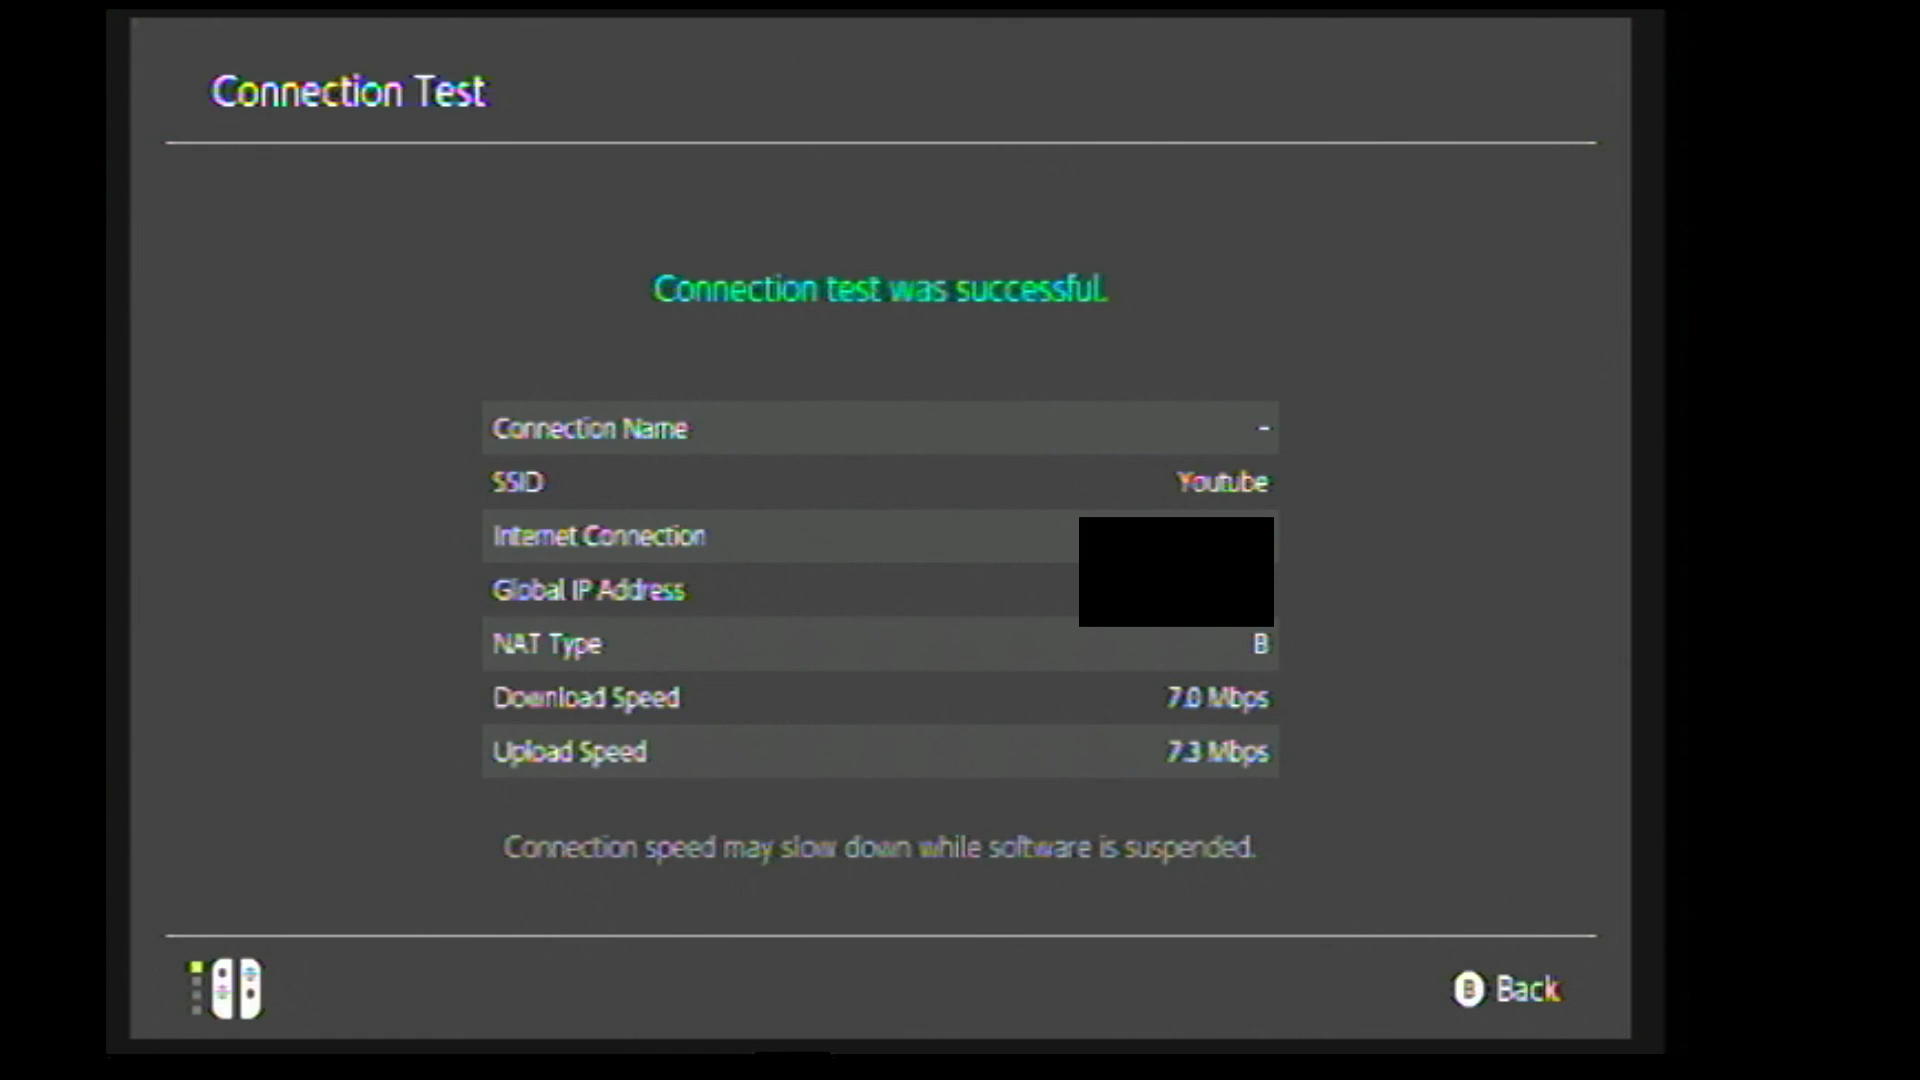 Connection Test
Connection test was successful.
Connection Name -
SSID Youtube
Internet Connection
Global IP Address
NAT Type B
Download Speed 7.0 Mbps
Upload Speed 7.3 Mbps
Connection speed may slow down while software is suspended.
B Back